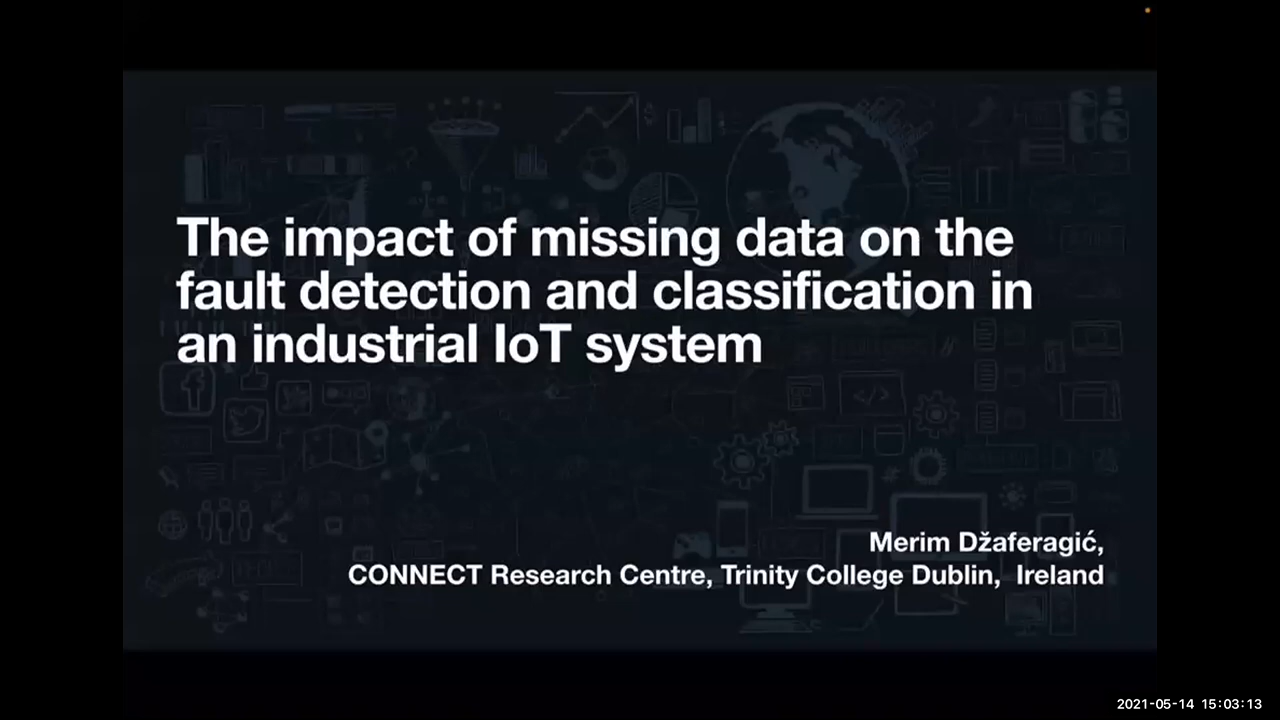 The impact of missing data on the
fault detection and classification in
an industrial IoT system
Merim Džaferagić,
CONNECT Research Centre, Trinity College Dublin, Ireland
2021-05-14 15:03:13